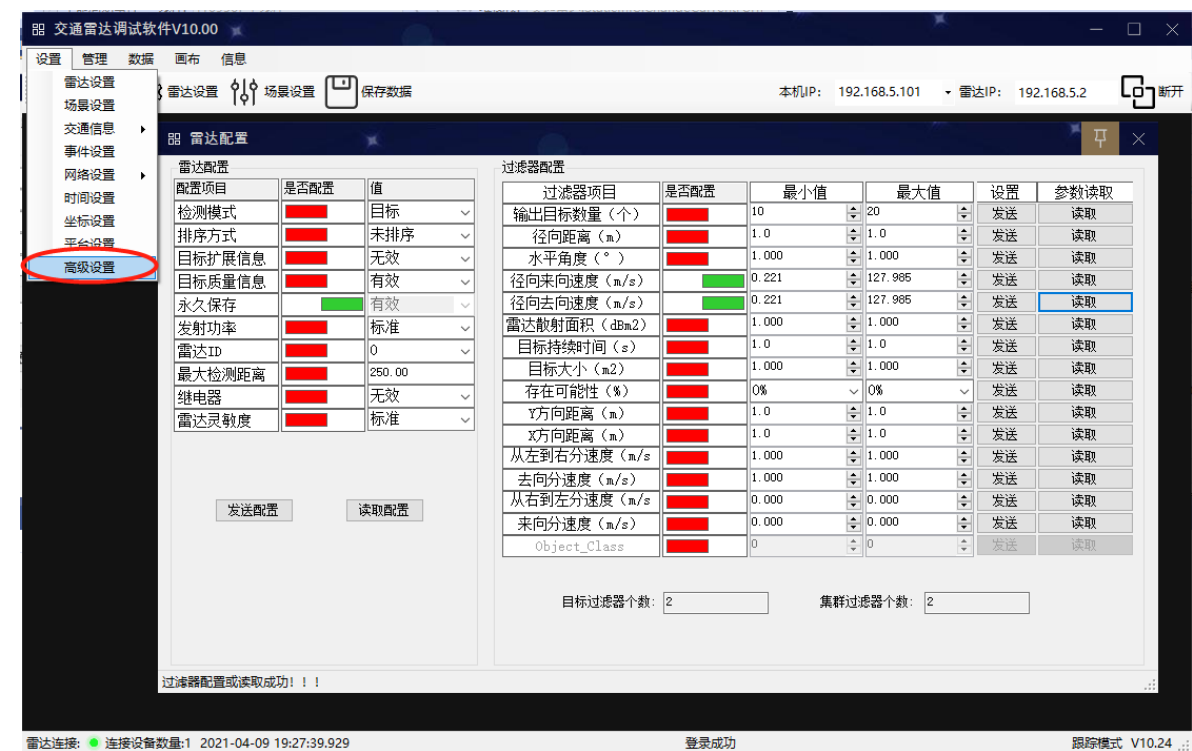 交通雷达调试软件V10.00
设置 管理 数据 画布 信息
雷达设置 场景设置 保存数据 本机IP: 192.168.5.101 雷达IP: 192.168.5.2 断开
雷达设置
场景设置
交通信息
事件设置
网络设置
时间设置
坐标设置
平台设置
高级设置
雷达配置
雷达配置
配置项目 是否配置 值
检测模式 目标
排序方式 未排序
目标扩展信息 无效
目标质量信息 有效
永久保存 有效
发射功率 标准
雷达ID 0
最大检测距离 250.00
继电器 无效
雷达灵敏度 标准
发送配置 读取配置
过滤器配置
过滤器项目 是否配置 最小值 最大值 设置 参数读取
输出目标数量（个） 10 20 发送 读取
径向距离（m） 1.0 1.0 发送 读取
水平角度（°） 1.000 1.000 发送 读取
径向来向速度（m/s） 0.221 127.985 发送 读取
径向去向速度（m/s） 0.221 127.985 发送 读取
雷达散射面积（dBm2） 1.000 1.000 发送 读取
目标持续时间（s） 1.0 1.0 发送 读取
目标大小（m2） 1.000 1.000 发送 读取
存在可能性（%） 0% 0% 发送 读取
Y方向距离（m） 1.0 1.0 发送 读取
X方向距离（m） 1.0 1.0 发送 读取
从左到右分速度（m/s 1.000 1.000 发送 读取
去向分速度（m/s） 1.000 1.000 发送 读取
从右到左分速度（m/s 0.000 0.000 发送 读取
来向分速度（m/s） 0.000 0.000 发送 读取
Object_Class 0 0 发送 读取
目标过滤器个数: 2 集群过滤器个数: 2
过滤器配置或读取成功！！！
雷达连接: 连接设备数量:1 2021-04-09 19:27:39.929 登录成功 跟踪模式 V10.24